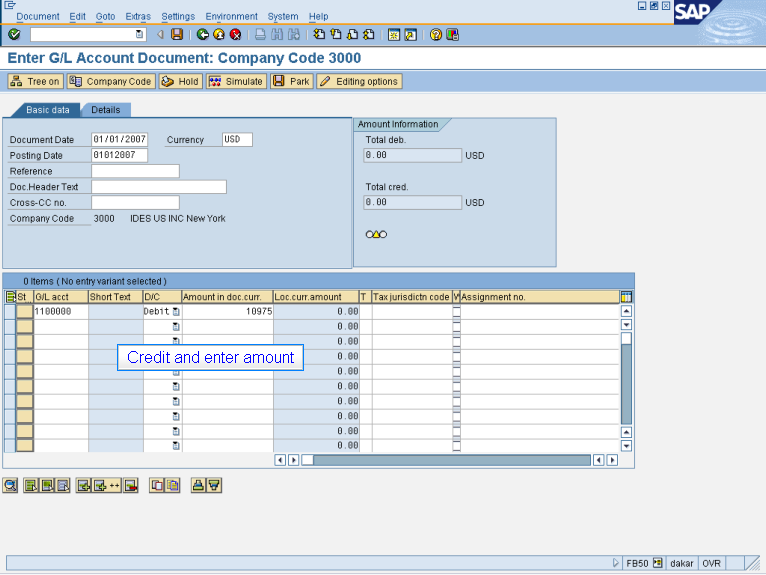 Document Edit Goto Extras Settings Environment System Help
SAP
Enter G/L Account Document: Company Code 3000
Tree on Company Code Hold Simulate Park Editing options
Basic data Details
Amount Information
Document Date 01/01/2007 Currency USD
Total deb.
Posting Date 01012007
0.00 USD
Reference
Doc.Header Text
Total cred.
Cross-CC no.
0.00 USD
Company Code 3000 IDES US INC New York
0 Items ( No entry variant selected )
St G/L acct Short Text D/C Amount in doc.curr. Loc.curr.amount T Tax jurisdictn code V Assignment no.
1100000 Debit 10975 0.00
0.00
0.00
0.00
Credit and enter amount
0.00
0.00
0.00
0.00
0.00
0.00
FB50 dakar OVR